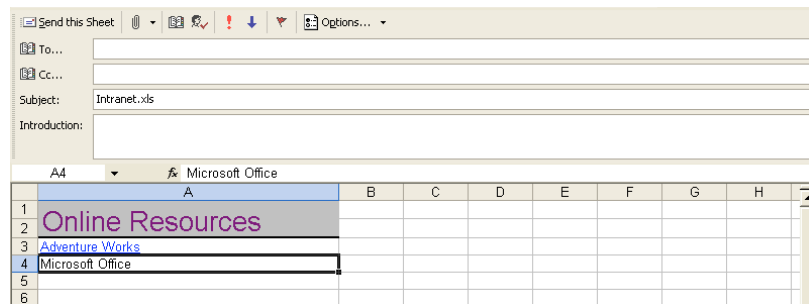 Send this Sheet Options...
To...
Cc...
Subject: Intranet.xls
Introduction:
A4 fx Microsoft Office
A B C D E F G H
1
Online Resources
2
3 Adventure Works
4 Microsoft Office
5
6